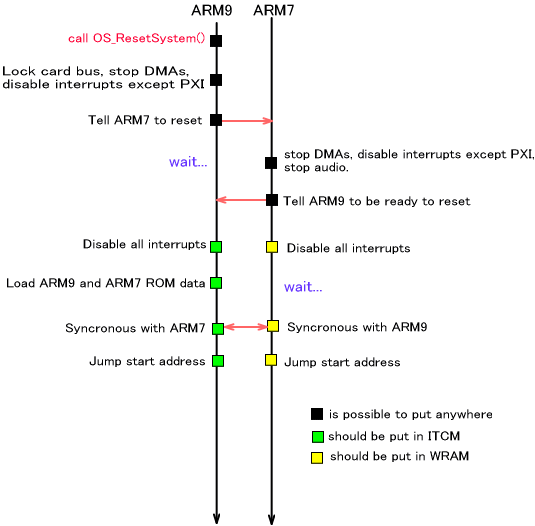 ARM9 ARM7
call OS_ResetSystem()
Lock card bus, stop DMAs,
disable interrupts except PXI
Tell ARM7 to reset
wait...
stop DMAs, disable interrupts except PXI,
stop audio.
Tell ARM9 to be ready to reset
Disable all interrupts
Disable all interrupts
Load ARM9 and ARM7 ROM data
wait...
Syncronous with ARM7
Syncronous with ARM9
Jump start address
Jump start address
is possible to put anywhere
should be put in ITCM
should be put in WRAM